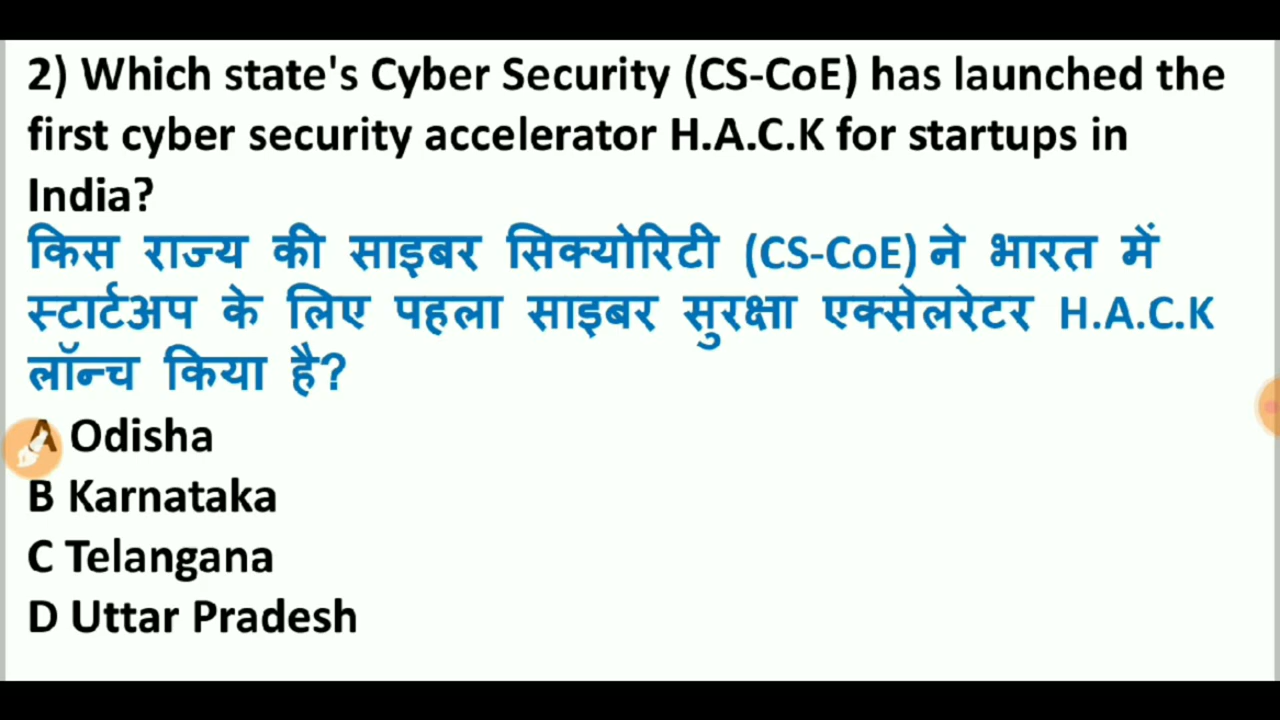 2) Which state's Cyber Security (CS-CoE) has launched the
first cyber security accelerator H.A.C.K for startups in
India?
किस राज्य की साइबर सिक्योरिटी (CS-CoE) ने भारत में
स्टार्टअप के लिए पहला साइबर सुरक्षा एक्सेलरेटर H.A.C.K
लॉन्च किया है?
A Odisha
B Karnataka
C Telangana
D Uttar Pradesh